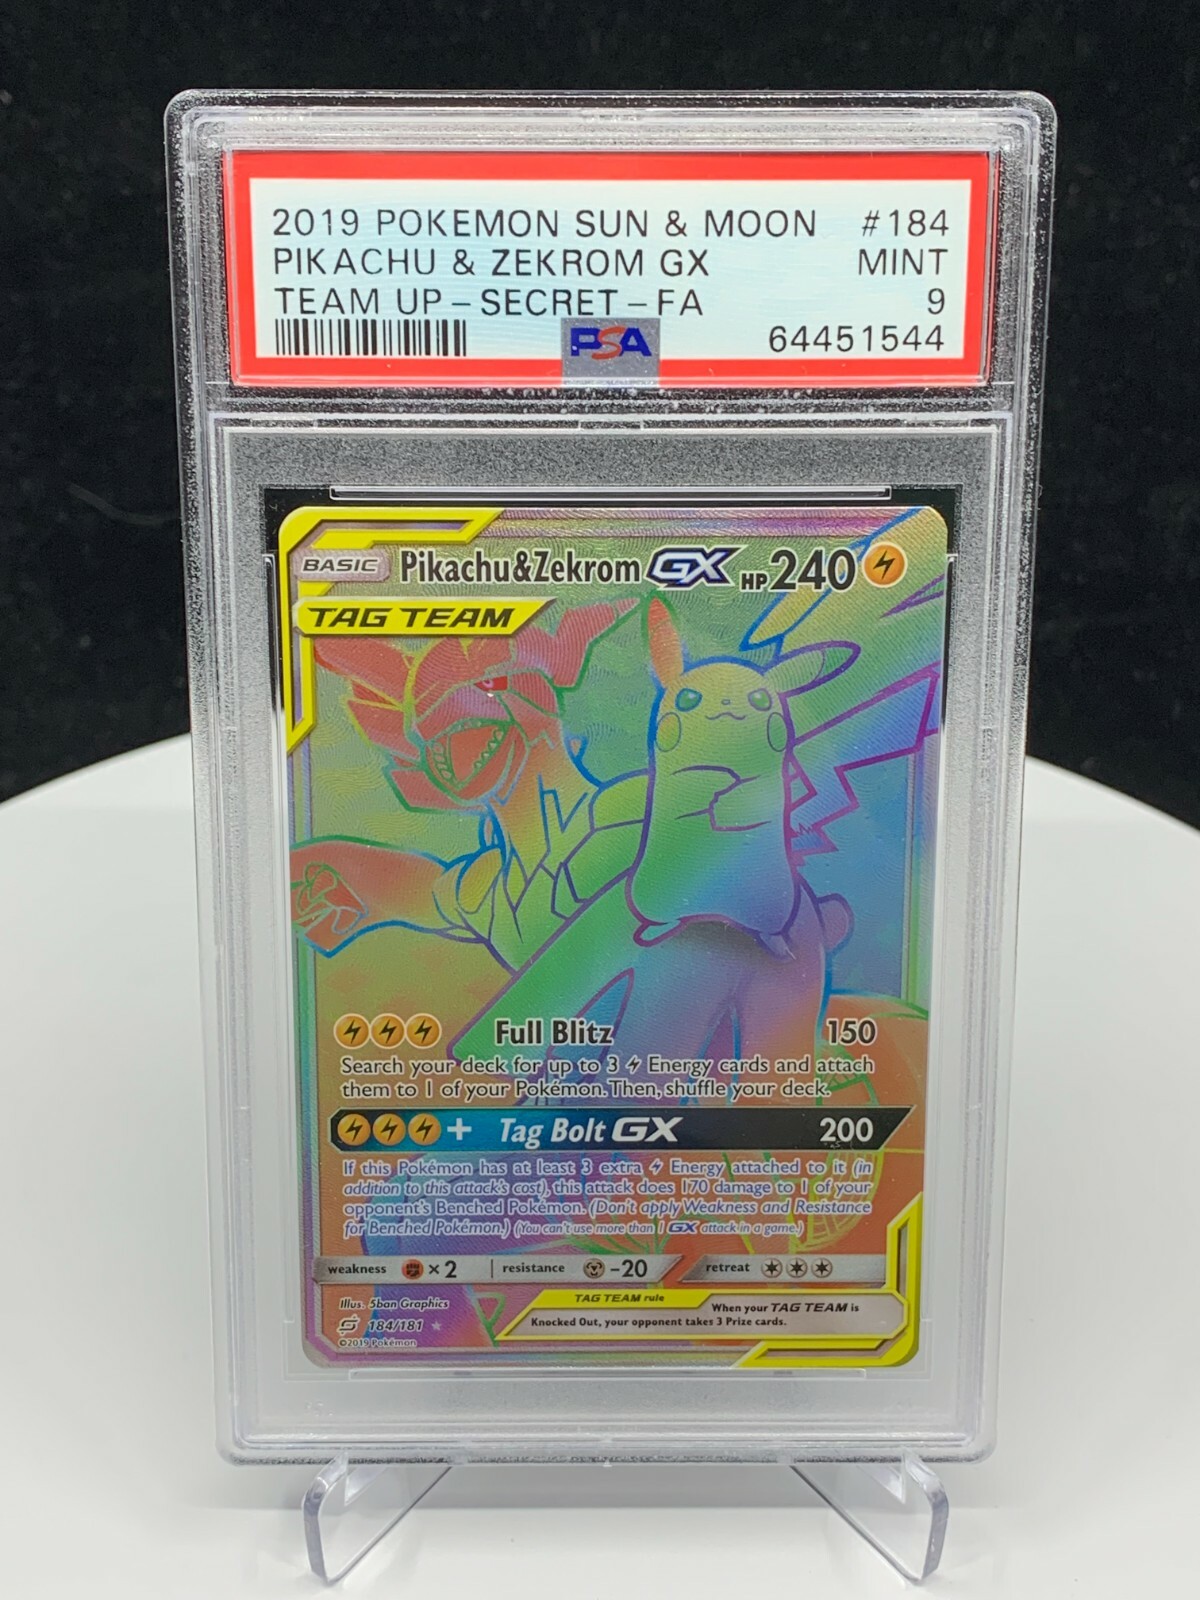 2019 POKEMON SUN & MOON #184
PIKACHU & ZEKROM GX MINT
TEAM UP - SECRET - FA 9
PSA 64451544
BASIC Pikachu&Zekrom GX HP 240
TAG TEAM
Full Blitz 150
Search your deck for up to 3 Energy cards and attach
them to 1 of your Pokémon. Then, shuffle your deck.
+ Tag Bolt GX 200
If this Pokémon has at least 3 extra Energy attached to it (in
addition to this attack's cost), this attack does 170 damage to 1 of your
opponent's Benched Pokémon. (Don't apply Weakness and Resistance
for Benched Pokémon.) (You can't use more than 1 GX attack in a game.)
weakness ×2 resistance -20 retreat
Illus. 5ban Graphics
184/181
©2019 Pokémon
TAG TEAM rule
When your TAG TEAM is
Knocked Out, your opponent takes 3 Prize cards.